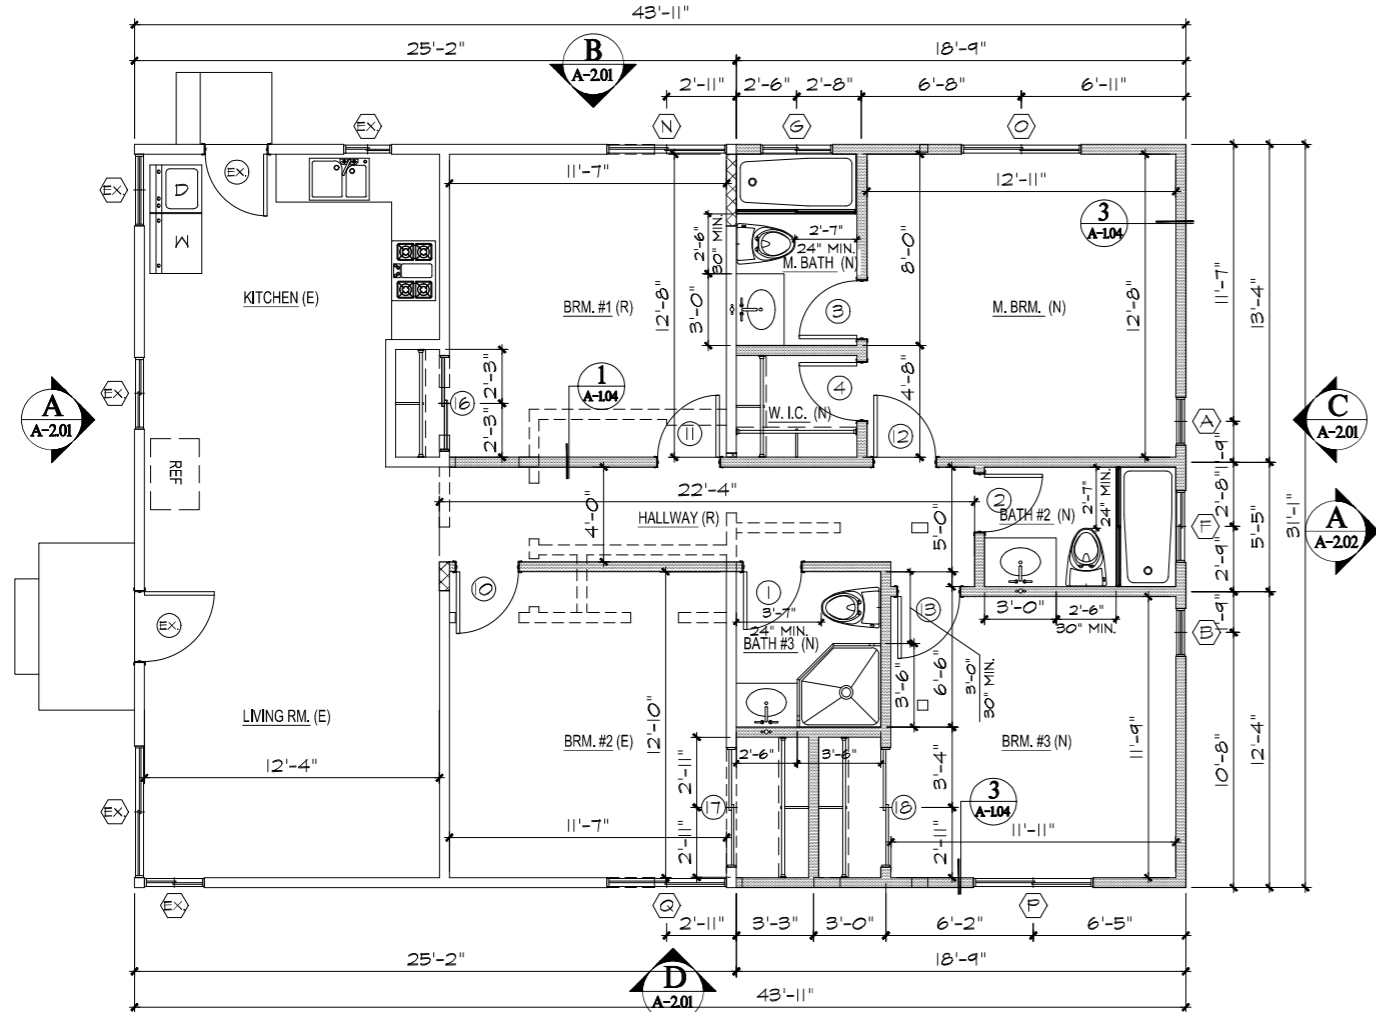 43'-11"
25'-2"
18'-9"
B
A-2.01
2'-11"
2'-6"
2'-8"
6'-8"
6'-11"
EX.
N
G
O
EX.
EX.
D
W
11'-7"
12'-11"
3
A-1.04
2'-6"
30" MIN.
2'-7"
24" MIN.
M. BATH (N)
8'-0"
11'-7"
13'-4"
KITCHEN (E)
BRM. #1 (R)
12'-8"
3'-0"
3
M. BRM. (N)
12'-8"
EX.
A
A-2.01
16
2'-3"
2'-3"
1
A-1.04
4
4'-8"
W. I.C. (N)
11
12
A
1'-9"
C
A-2.01
REF
22'-4"
HALLWAY (R)
4'-0"
5'-0"
2
BATH #2 (N)
2'-7"
24" MIN.
F
2'-8"
5'-5"
31'-1"
A
A-2.02
2'-9"
10
1
3'-7"
24" MIN.
BATH #3 (N)
13
3'-0"
2'-6"
30" MIN.
1'-9"
B
EX.
3'-6"
6'-6"
3'-0"
30" MIN.
LIVING RM. (E)
BRM. #2 (E)
12'-10"
BRM. #3 (N)
11'-9"
10'-8"
12'-4"
12'-4"
2'-11"
2'-6"
3'-6"
3'-4"
17
18
EX.
3
A-1.04
11'-7"
2'-11"
2'-11"
11'-11"
EX.
Q
P
2'-11"
3'-3"
3'-0"
6'-2"
6'-5"
25'-2"
D
A-2.01
18'-9"
43'-11"